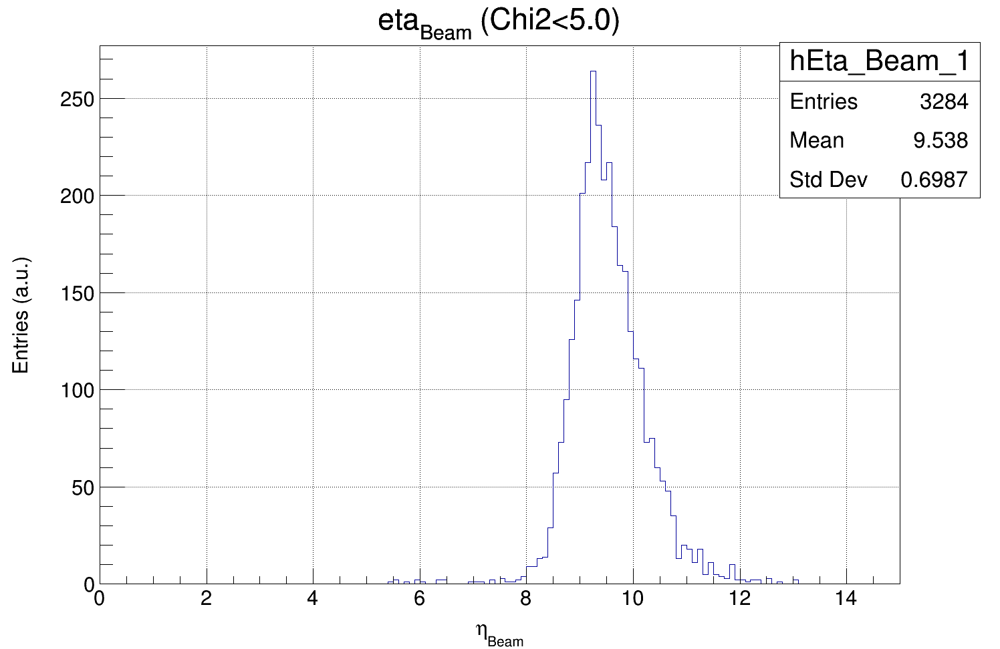 eta_Beam (Chi2<5.0)
hEta_Beam_1
Entries 3284
Mean 9.538
Std Dev 0.6987
Entries (a.u.)
250
200
150
100
50
0
0 2 4 6 8 10 12 14
η_Beam